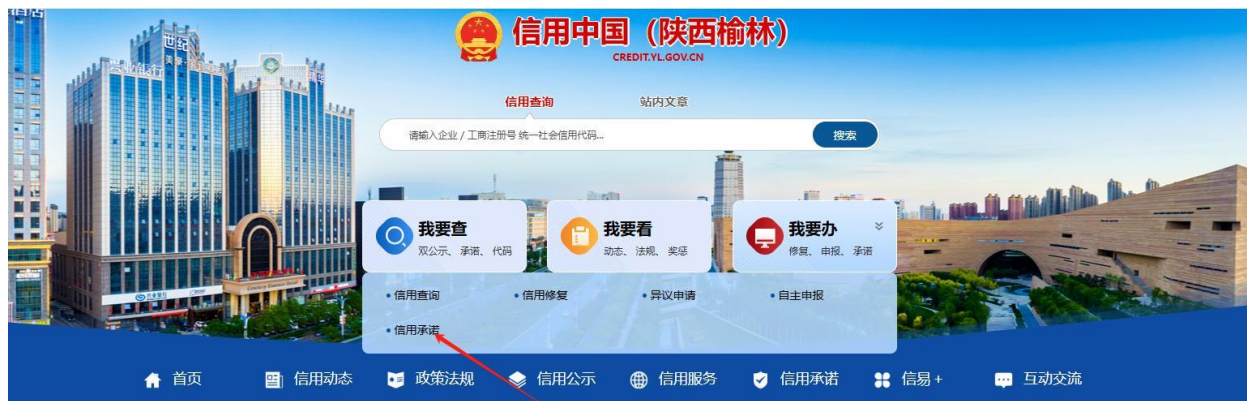 信用中国（陕西榆林）
CREDIT.YL.GOV.CN
信用查询 站内文章
请输入企业 / 工商注册号 统一社会信用代码... 搜索
我要查 我要看 我要办
双公示、承诺、代码 动态、法规、奖惩 修复、申报、承诺
• 信用查询 • 信用修复 • 异议申请 • 自主申报
• 信用承诺
首页 信用动态 政策法规 信用公示 信用服务 信用承诺 信易+ 互动交流